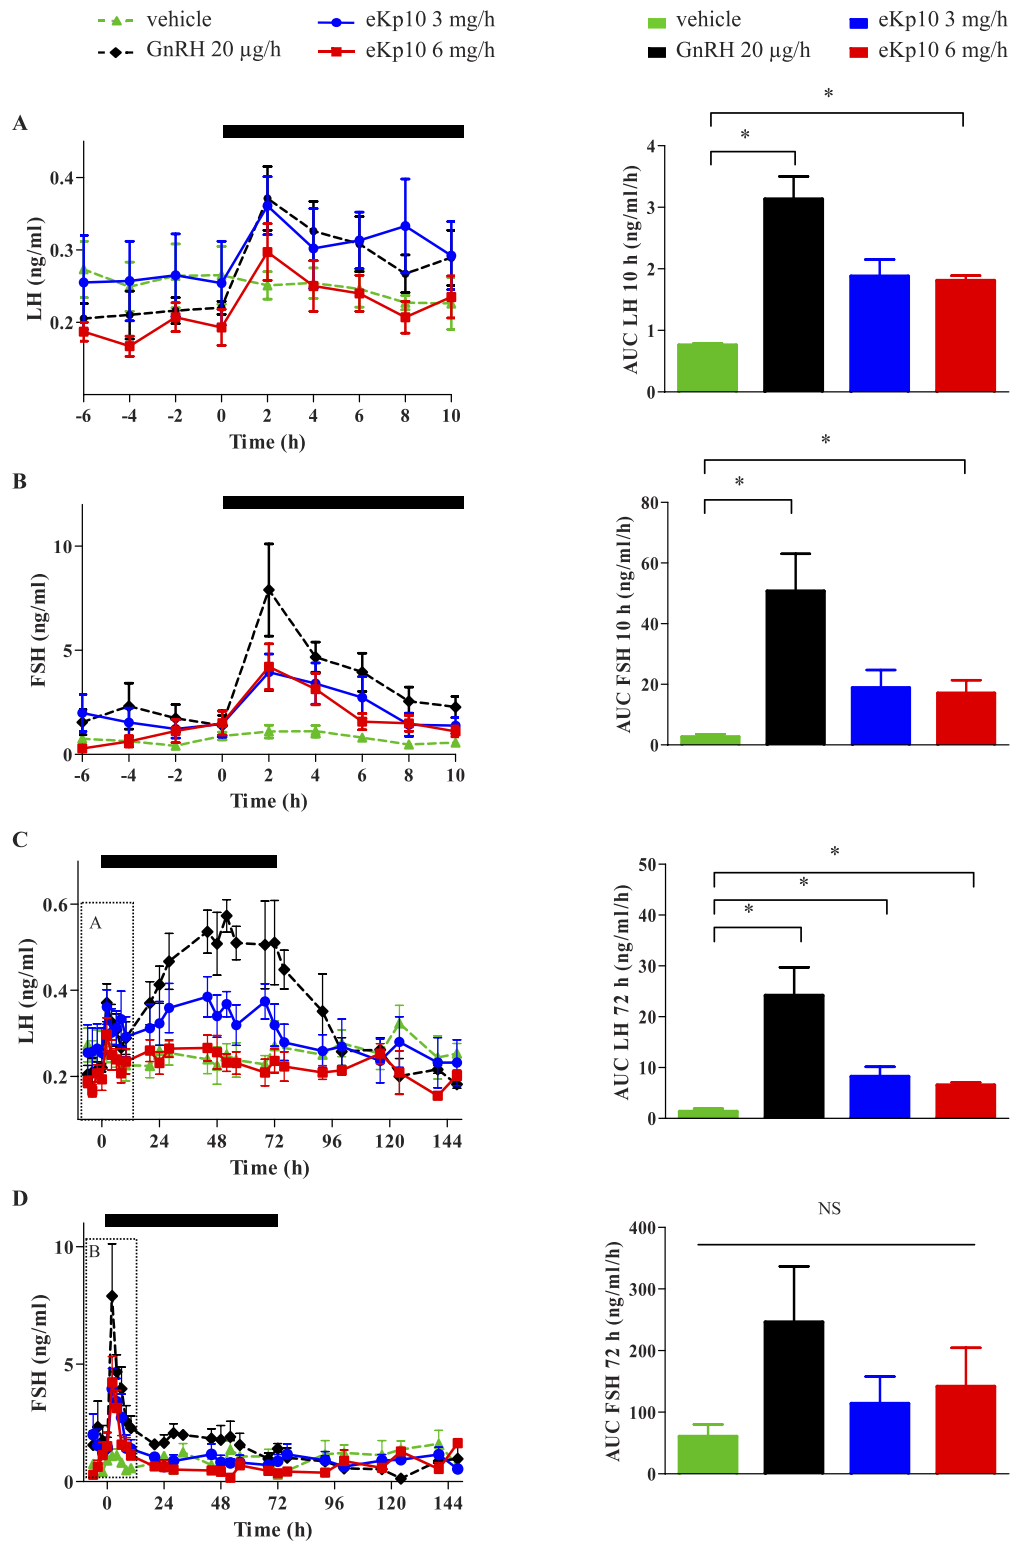 vehicle
eKp10 3 mg/h
GnRH 20 µg/h
eKp10 6 mg/h
vehicle
eKp10 3 mg/h
GnRH 20 µg/h
eKp10 6 mg/h
A
LH (ng/ml)
0.4
0.3
0.2
-6 -4 -2 0 2 4 6 8 10
Time (h)
AUC LH 10 h (ng/ml/h)
4
3
2
1
0
*
*
B
FSH (ng/ml)
10
5
0
-6 -4 -2 0 2 4 6 8 10
Time (h)
AUC FSH 10 h (ng/ml/h)
80
60
40
20
0
*
*
C
LH (ng/ml)
0.6
0.4
0.2
A
0 24 48 72 96 120 144
Time (h)
AUC LH 72 h (ng/ml/h)
50
40
30
20
10
0
*
*
*
D
FSH (ng/ml)
10
5
0
B
0 24 48 72 96 120 144
Time (h)
AUC FSH 72 h (ng/ml/h)
400
300
200
100
0
NS